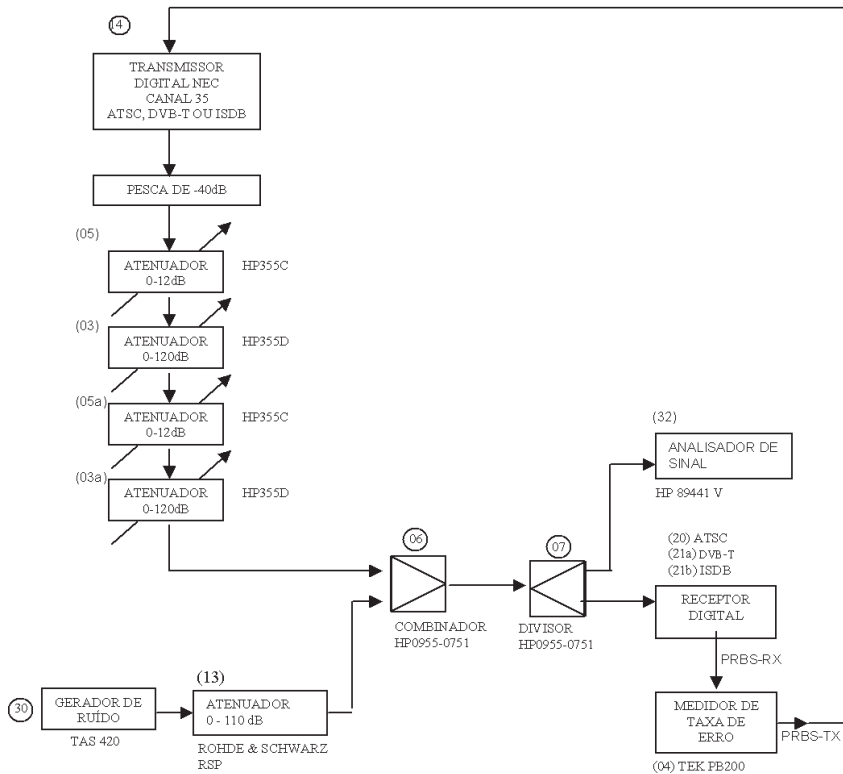 14
TRANSMISSOR
DIGITAL NEC
CANAL 35
ATSC, DVB-T OU ISDB
PESCA DE -40dB
(05)
ATENUADOR
0-12dB
HP355C
(03)
ATENUADOR
0-120dB
HP355D
(05a)
ATENUADOR
0-12dB
HP355C
(03a)
ATENUADOR
0-120dB
HP355D
(32)
ANALISADOR DE
SINAL
HP 89441 V
06
COMBINADOR
HP0955-0751
07
DIVISOR
HP0955-0751
(20) ATSC
(21a) DVB-T
(21b) ISDB
RECEPTOR
DIGITAL
PRBS-RX
30
GERADOR DE
RUÍDO
TAS 420
(13)
ATENUADOR
0 - 110 dB
ROHDE & SCHWARZ
RSP
MEDIDOR DE
TAXA DE
ERRO
PRBS-TX
(04) TEK PB200